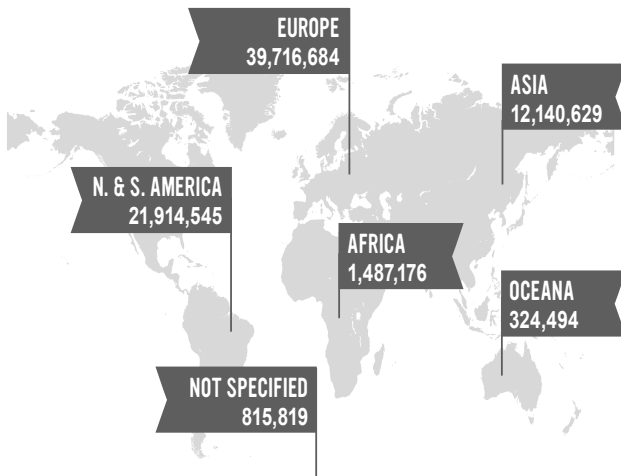 EUROPE
39,716,684
ASIA
12,140,629
N. & S. AMERICA
21,914,545
AFRICA
1,487,176
OCEANA
324,494
NOT SPECIFIED
815,819